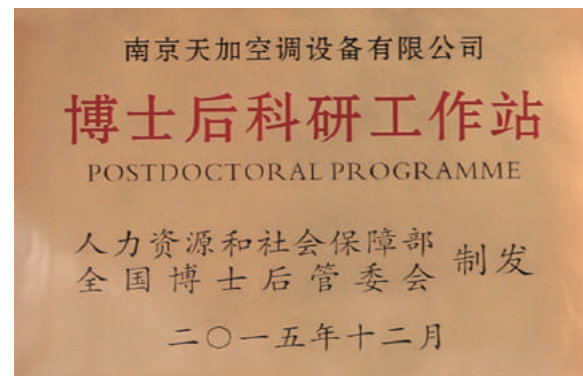 南京天加空调设备有限公司
博士后科研工作站
POSTDOCTORAL PROGRAMME
人力资源和社会保障部
全国博士后管委会
制发
二〇一五年十二月